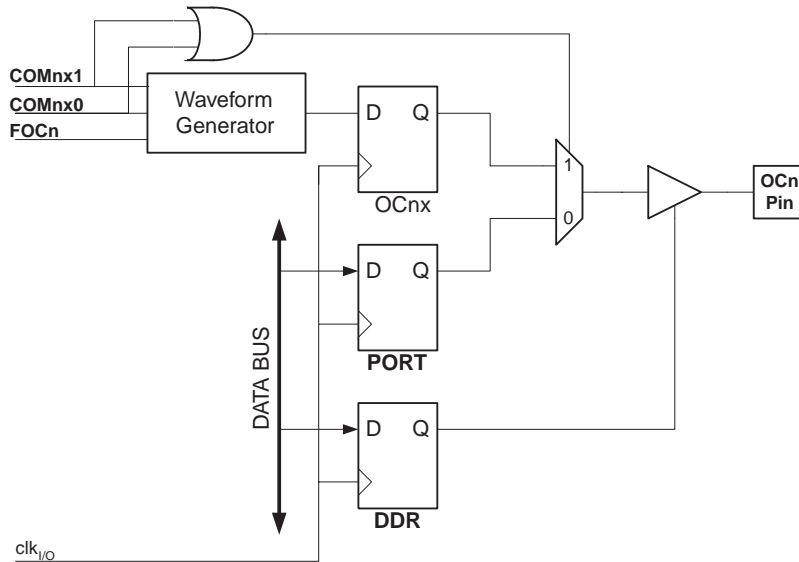 COMnx1
COMnx0
FOCn
Waveform
Generator
D Q
OCnx
1
0
OCn
Pin
D Q
PORT
DATA BUS
D Q
DDR
clkI/O